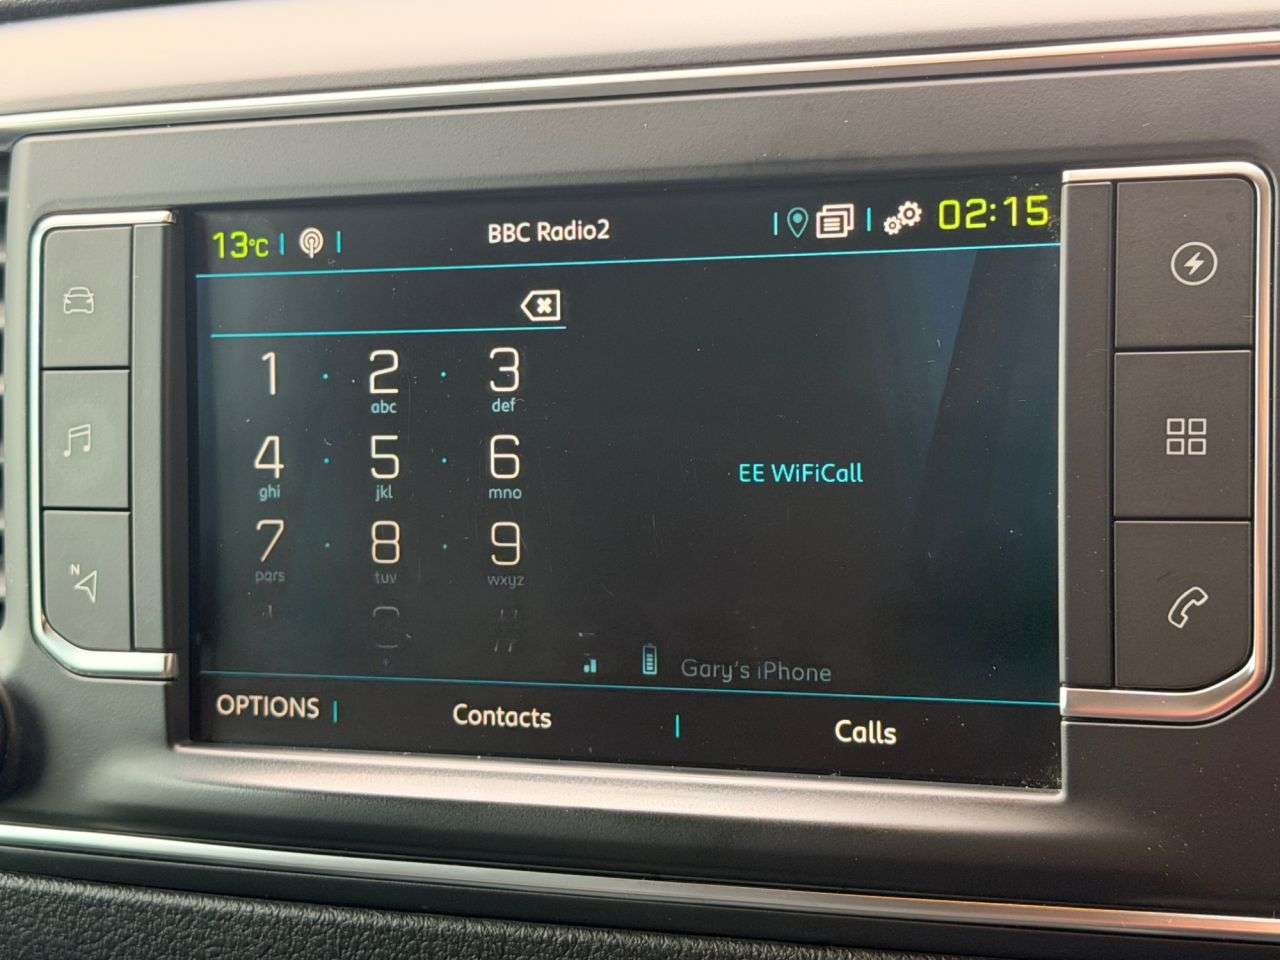 13°C | | BBC Radio2 | | 02:15
1 2 3
abc def
4 5 6
ghi jkl mno
EE WiFiCall
7 8 9
pqrs tuv wxyz
N
Gary's iPhone
OPTIONS | Contacts | Calls